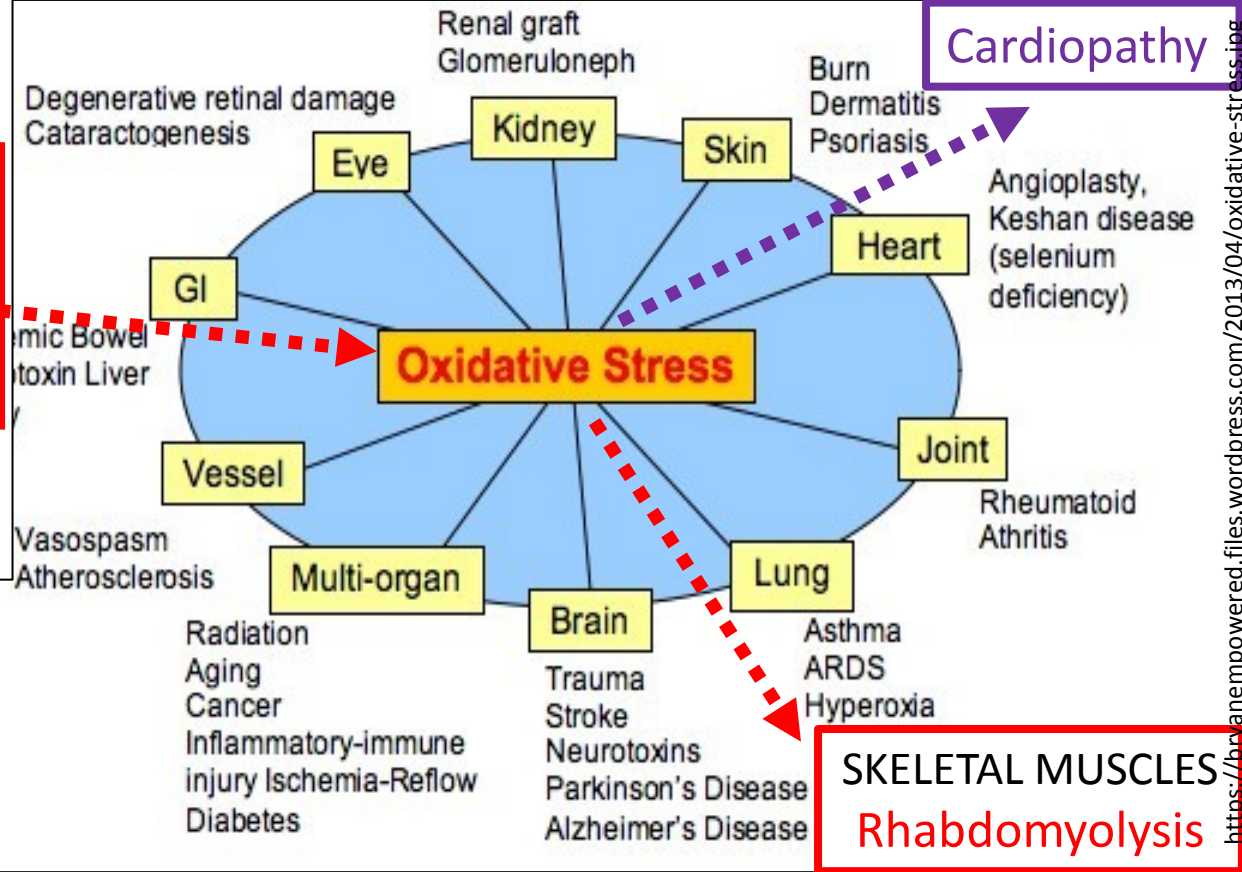 Renal graft
Glomeruloneph
Cardiopathy
Burn
Dermatitis
Psoriasis
Degenerative retinal damage
Cataractogenesis
Kidney
Skin
Eye
Angioplasty,
Keshan disease
(selenium
deficiency)
Heart
GI
emic Bowel
toxin Liver
Oxidative Stress
Vessel
Joint
Rheumatoid
Athritis
Vasospasm
Atherosclerosis
Multi-organ
Lung
Brain
Radiation
Aging
Cancer
Inflammatory-immune
injury Ischemia-Reflow
Diabetes
Trauma
Stroke
Neurotoxins
Parkinson's Disease
Alzheimer's Disease
Asthma
ARDS
Hyperoxia
SKELETAL MUSCLES
Rhabdomyolysis
https://bryanempowered.files.wordpress.com/2013/04/oxidative-stress.jpg